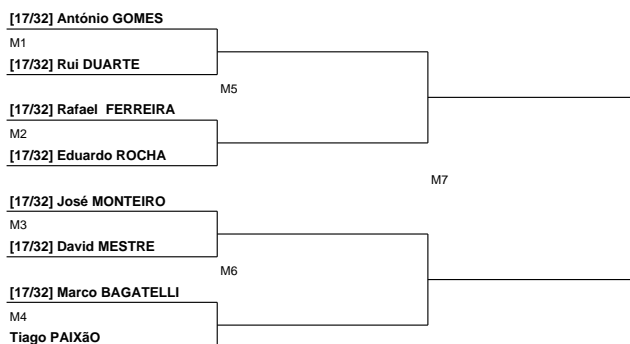 [17/32] António GOMES
M1
[17/32] Rui DUARTE
M5
[17/32] Rafael FERREIRA
M2
[17/32] Eduardo ROCHA
M7
[17/32] José MONTEIRO
M3
[17/32] David MESTRE
M6
[17/32] Marco BAGATELLI
M4
Tiago PAIXãO